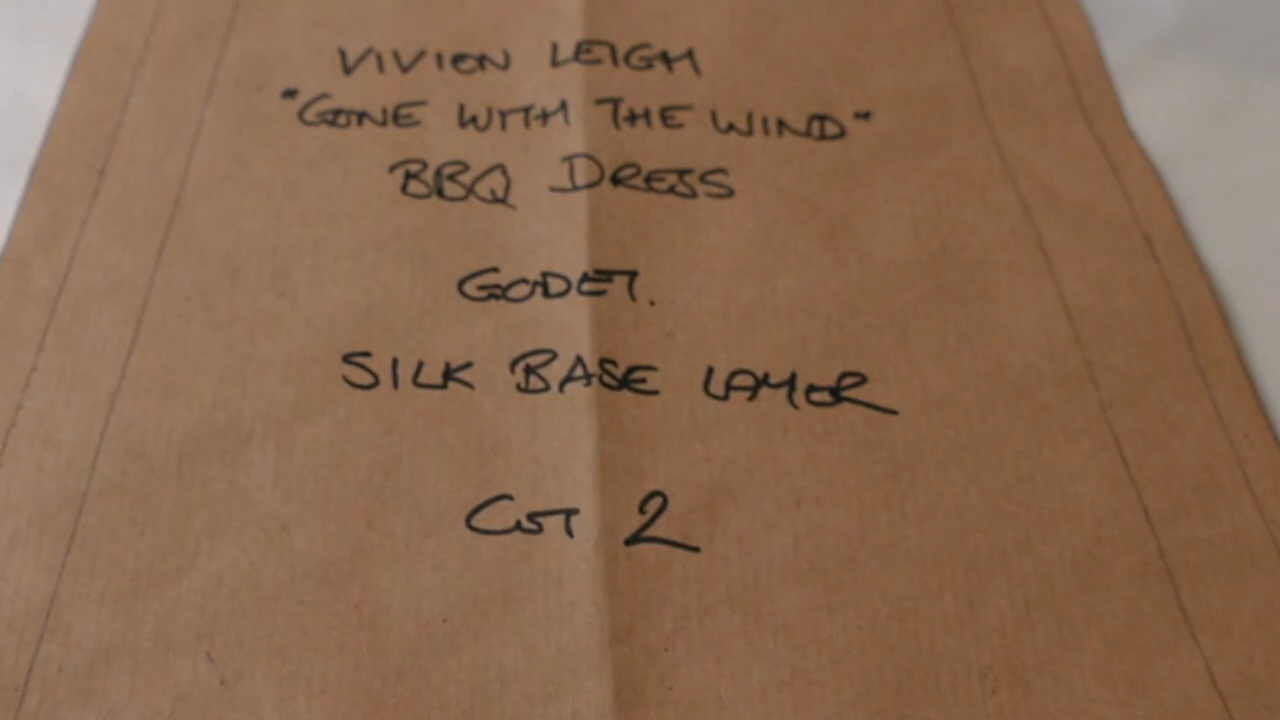 VIVIEN LEIGH
"GONE WITH THE WIND"
BBQ DRESS
GODET.
SILK BASE LAYER
CUT 2